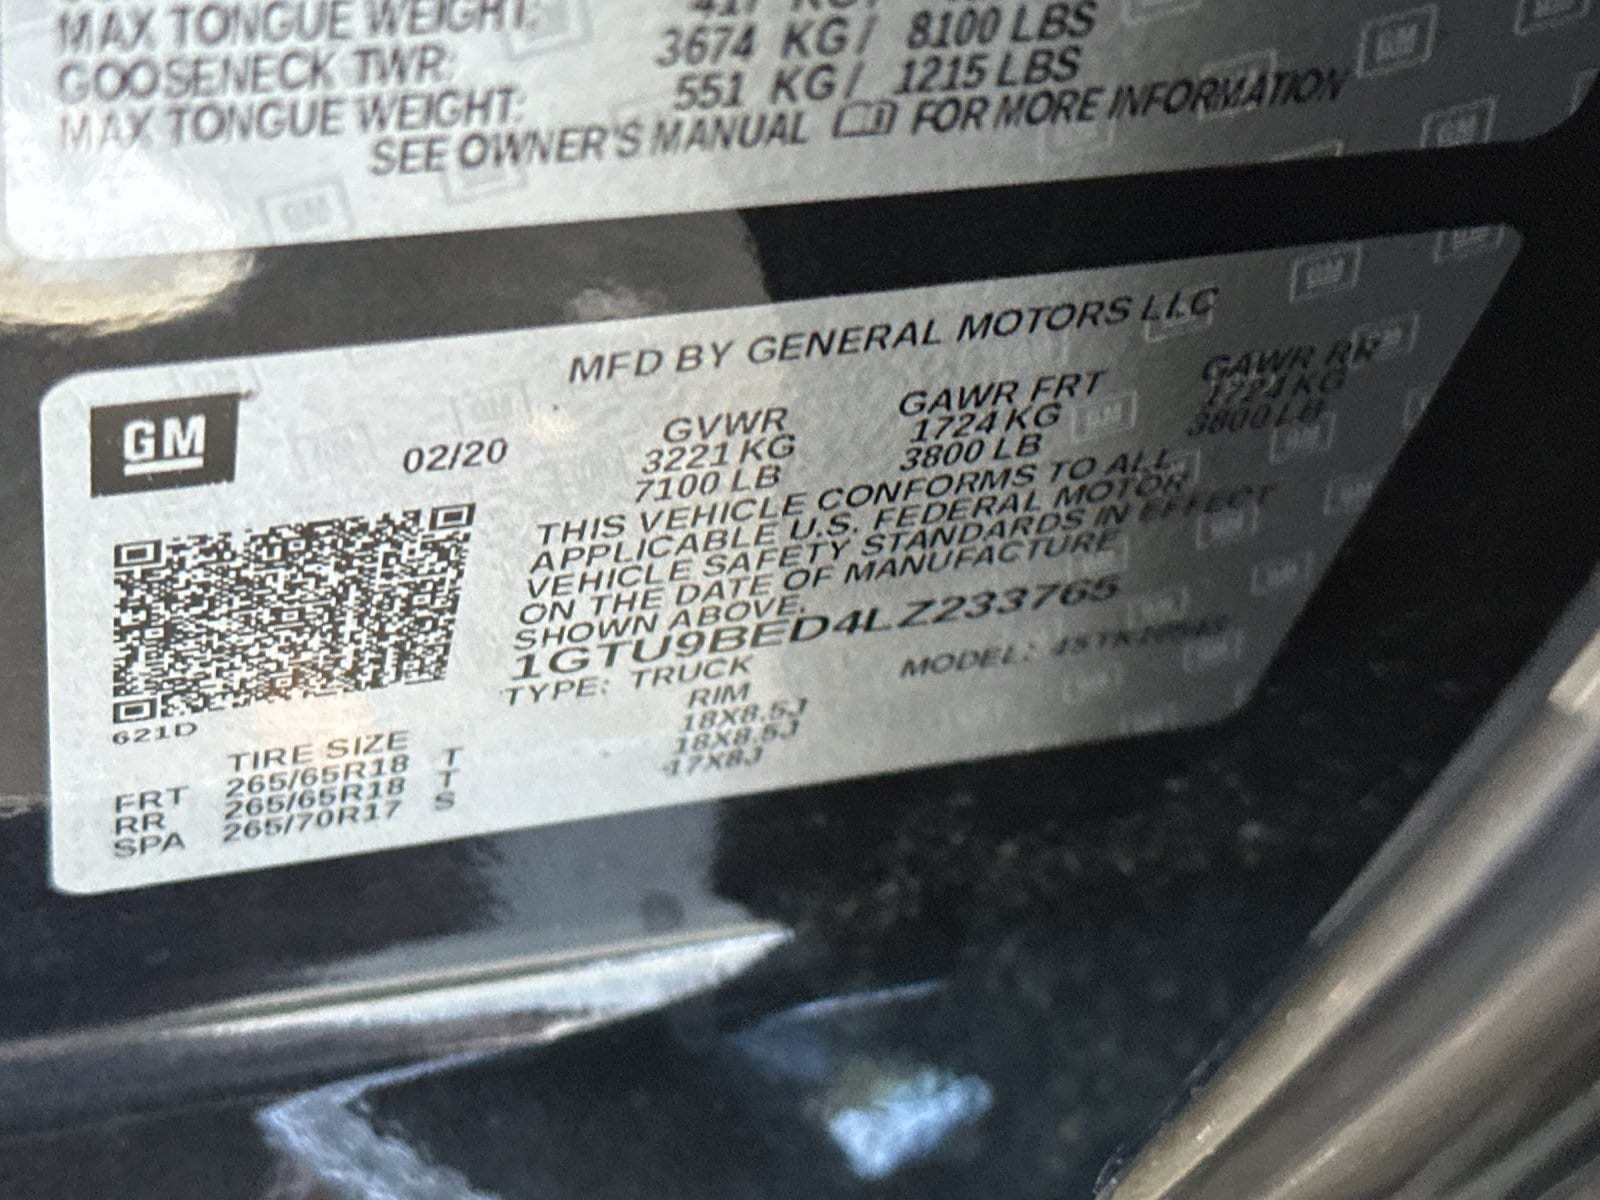 MAX TONGUE WEIGHT:
GOOSENECK TWR: 3674 KG / 8100 LBS
MAX TONGUE WEIGHT: 551 KG / 1215 LBS
SEE OWNER'S MANUAL FOR MORE INFORMATION
MFD BY GENERAL MOTORS LLC
GM
02/20
GVWR GAWR FRT GAWR RR
3221 KG 1724 KG 1724 KG
7100 LB 3800 LB 3800 LB
THIS VEHICLE CONFORMS TO ALL
APPLICABLE U.S. FEDERAL MOTOR
VEHICLE SAFETY STANDARDS IN EFFECT
ON THE DATE OF MANUFACTURE
SHOWN ABOVE.
1GTU9BED4LZ233765
TYPE: TRUCK MODEL:
621D
TIRE SIZE RIM
FRT 265/65R18 T 18X8.5J
RR 265/65R18 T 18X8.5J
SPA 265/70R17 S 17X8J